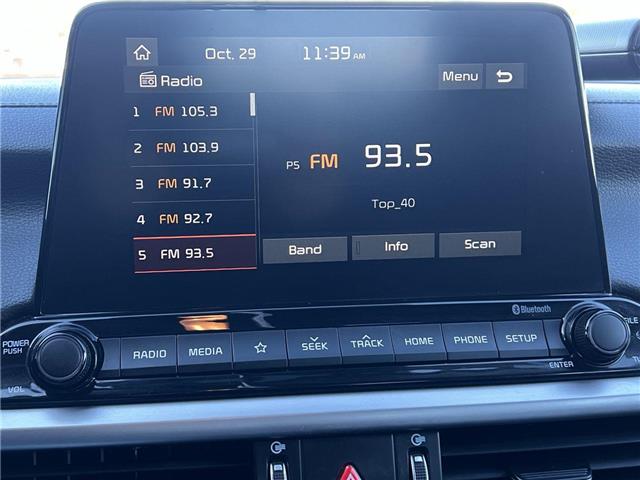 Oct. 29 11:39 AM
Radio Menu
1 FM 105.3
2 FM 103.9
3 FM 91.7
4 FM 92.7
5 FM 93.5
P5 FM 93.5
Top_40
Band Info Scan
Bluetooth
POWER
PUSH
VOL
RADIO MEDIA SEEK TRACK HOME PHONE SETUP
FILE
ENTER